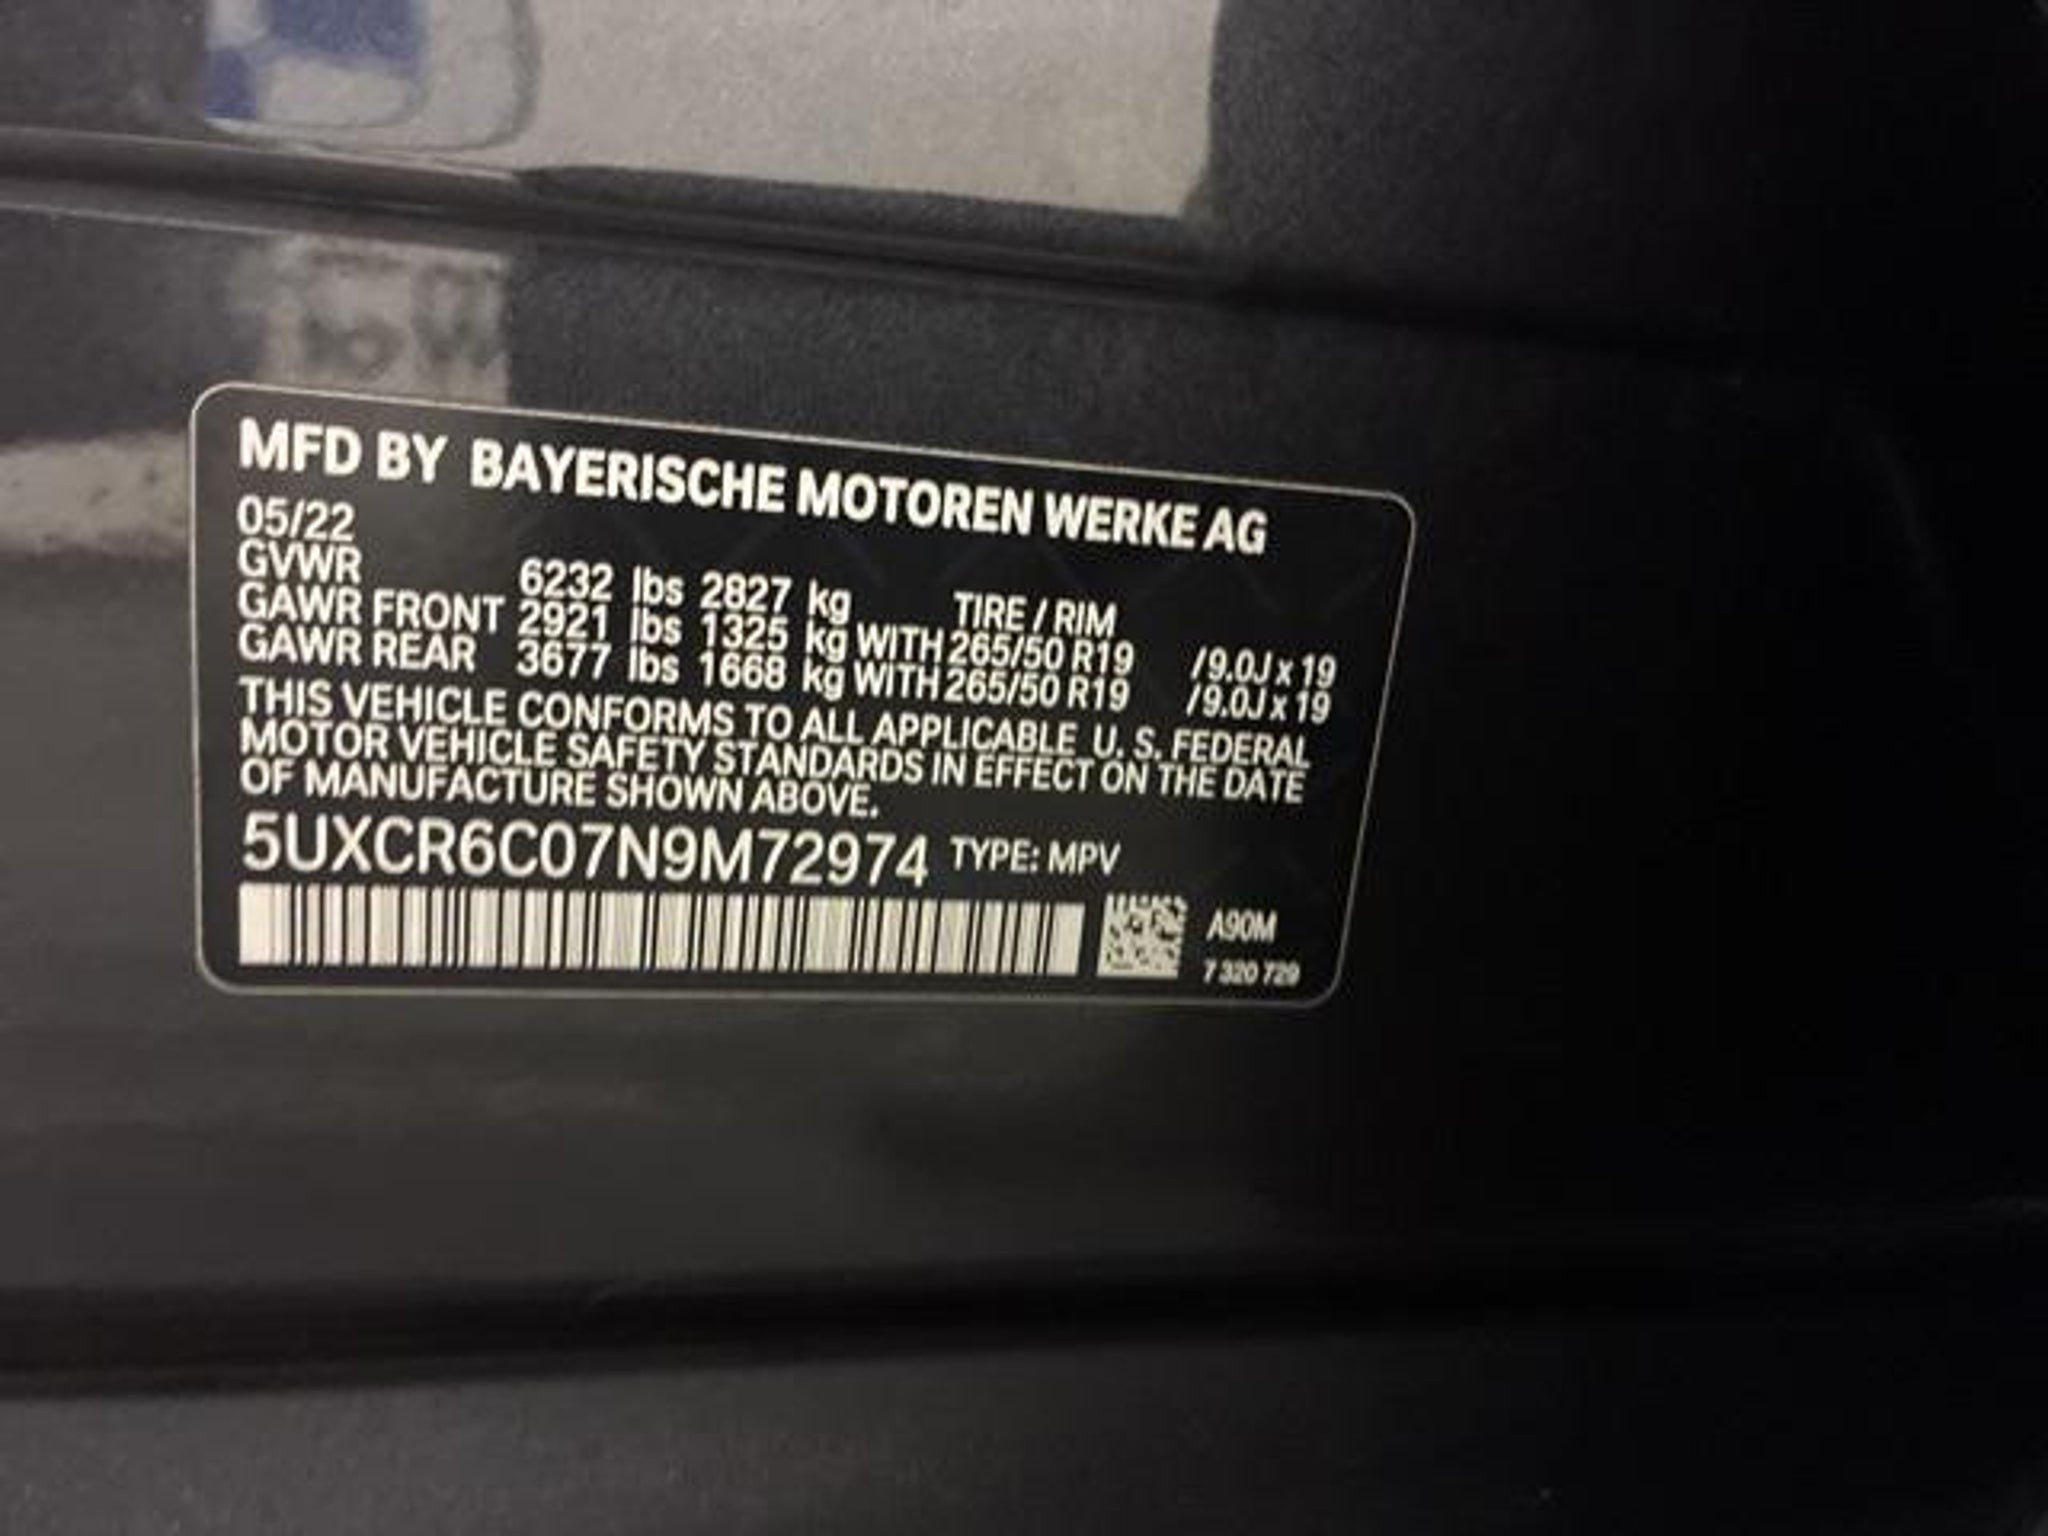 MFD BY BAYERISCHE MOTOREN WERKE AG
05/22
GVWR 6232 lbs 2827 kg TIRE / RIM
GAWR FRONT 2921 lbs 1325 kg WITH 265/50 R19 /9.0J x 19
GAWR REAR 3677 lbs 1668 kg WITH 265/50 R19 /9.0J x 19
THIS VEHICLE CONFORMS TO ALL APPLICABLE U. S. FEDERAL
MOTOR VEHICLE SAFETY STANDARDS IN EFFECT ON THE DATE
OF MANUFACTURE SHOWN ABOVE.
5UXCR6C07N9M72974 TYPE: MPV
A90M
7 320 729